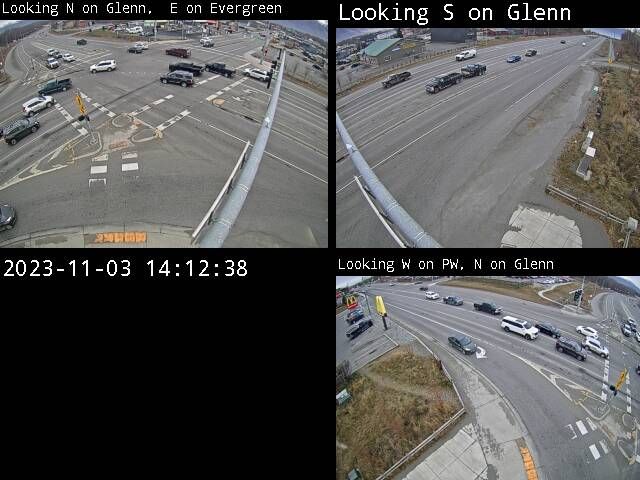 Looking N on Glenn,  E on Evergreen
Looking S on Glenn
2023-11-03 14:12:38
Looking W on PW, N on Glenn